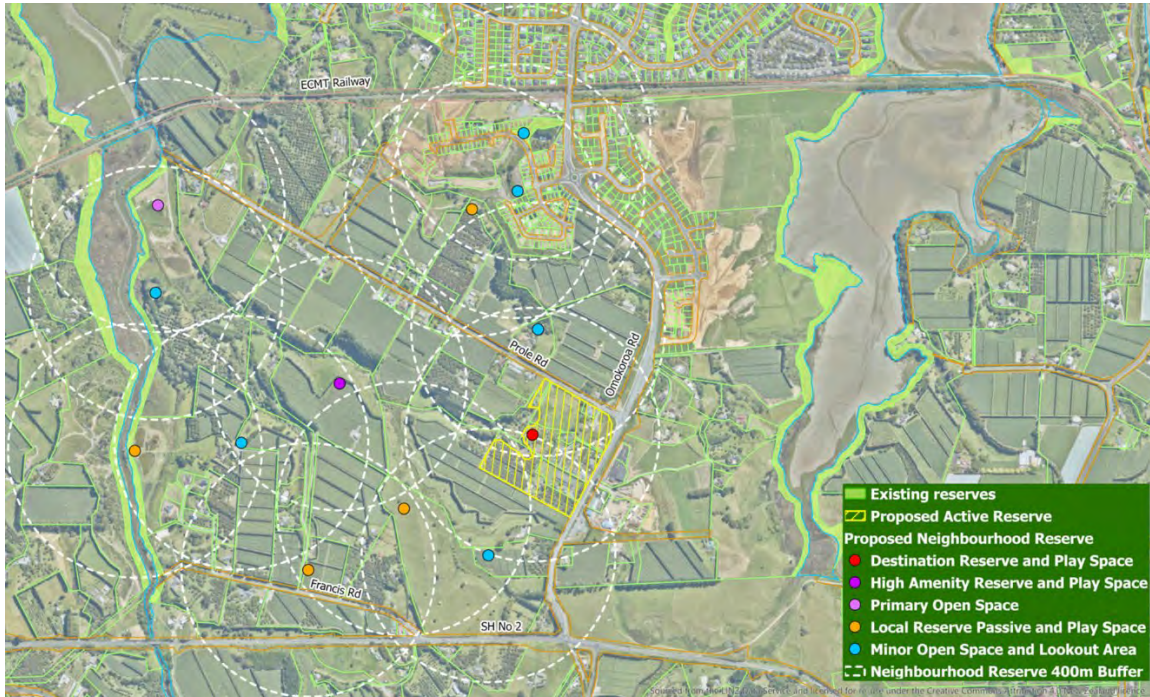 ECMT Railway
Prole Rd
Omokoroa Rd
Francis Rd
SH No 2
Existing reserves
Proposed Active Reserve
Proposed Neighbourhood Reserve
Destination Reserve and Play Space
High Amenity Reserve and Play Space
Primary Open Space
Local Reserve Passive and Play Space
Minor Open Space and Lookout Area
Neighbourhood Reserve 400m Buffer